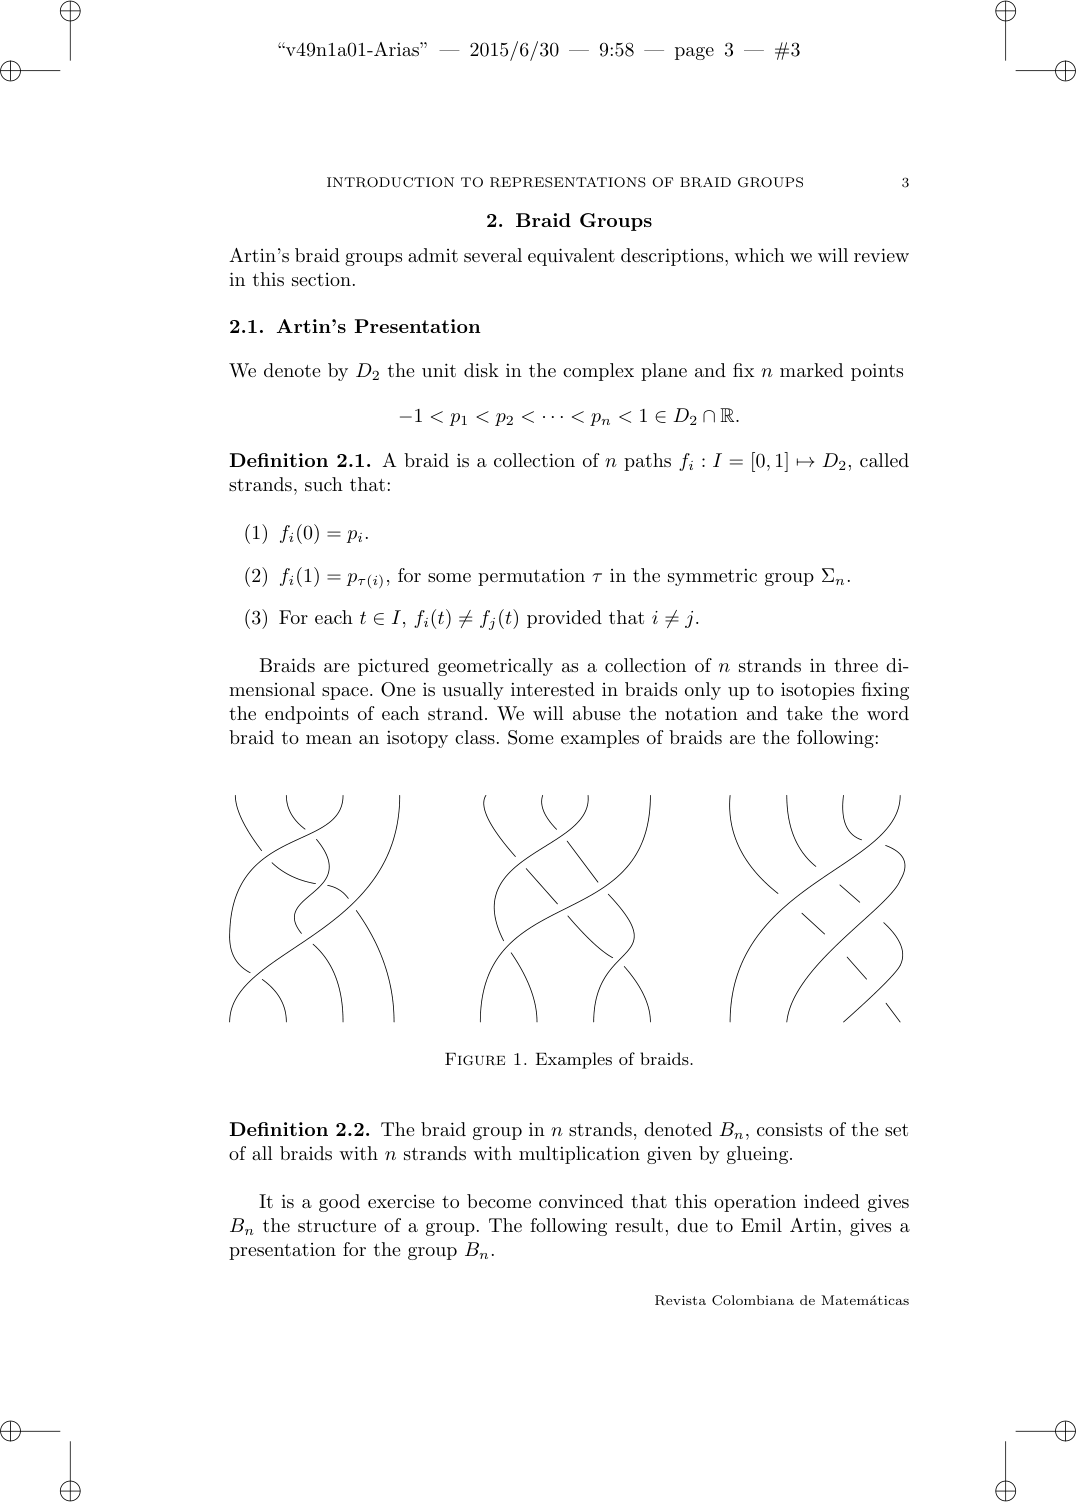 “v49n1a01-Arias” — 2015/6/30 — 9:58 — page 3 — #3
INTRODUCTION TO REPRESENTATIONS OF BRAID GROUPS 3
2. Braid Groups
Artin’s braid groups admit several equivalent descriptions, which we will review
in this section.
2.1. Artin’s Presentation
We denote by D₂ the unit disk in the complex plane and fix n marked points
−1 < p₁ < p₂ < ··· < pₙ < 1 ∈ D₂ ∩ ℝ.
Definition 2.1. A braid is a collection of n paths fᵢ : I = [0, 1] ↦ D₂, called
strands, such that:
(1) fᵢ(0) = pᵢ.
(2) fᵢ(1) = p_τ(i), for some permutation τ in the symmetric group Σₙ.
(3) For each t ∈ I, fᵢ(t) ≠ fⱼ(t) provided that i ≠ j.
Braids are pictured geometrically as a collection of n strands in three di-
mensional space. One is usually interested in braids only up to isotopies fixing
the endpoints of each strand. We will abuse the notation and take the word
braid to mean an isotopy class. Some examples of braids are the following:
FIGURE 1. Examples of braids.
Definition 2.2. The braid group in n strands, denoted Bₙ, consists of the set
of all braids with n strands with multiplication given by glueing.
It is a good exercise to become convinced that this operation indeed gives
Bₙ the structure of a group. The following result, due to Emil Artin, gives a
presentation for the group Bₙ.
Revista Colombiana de Matemáticas